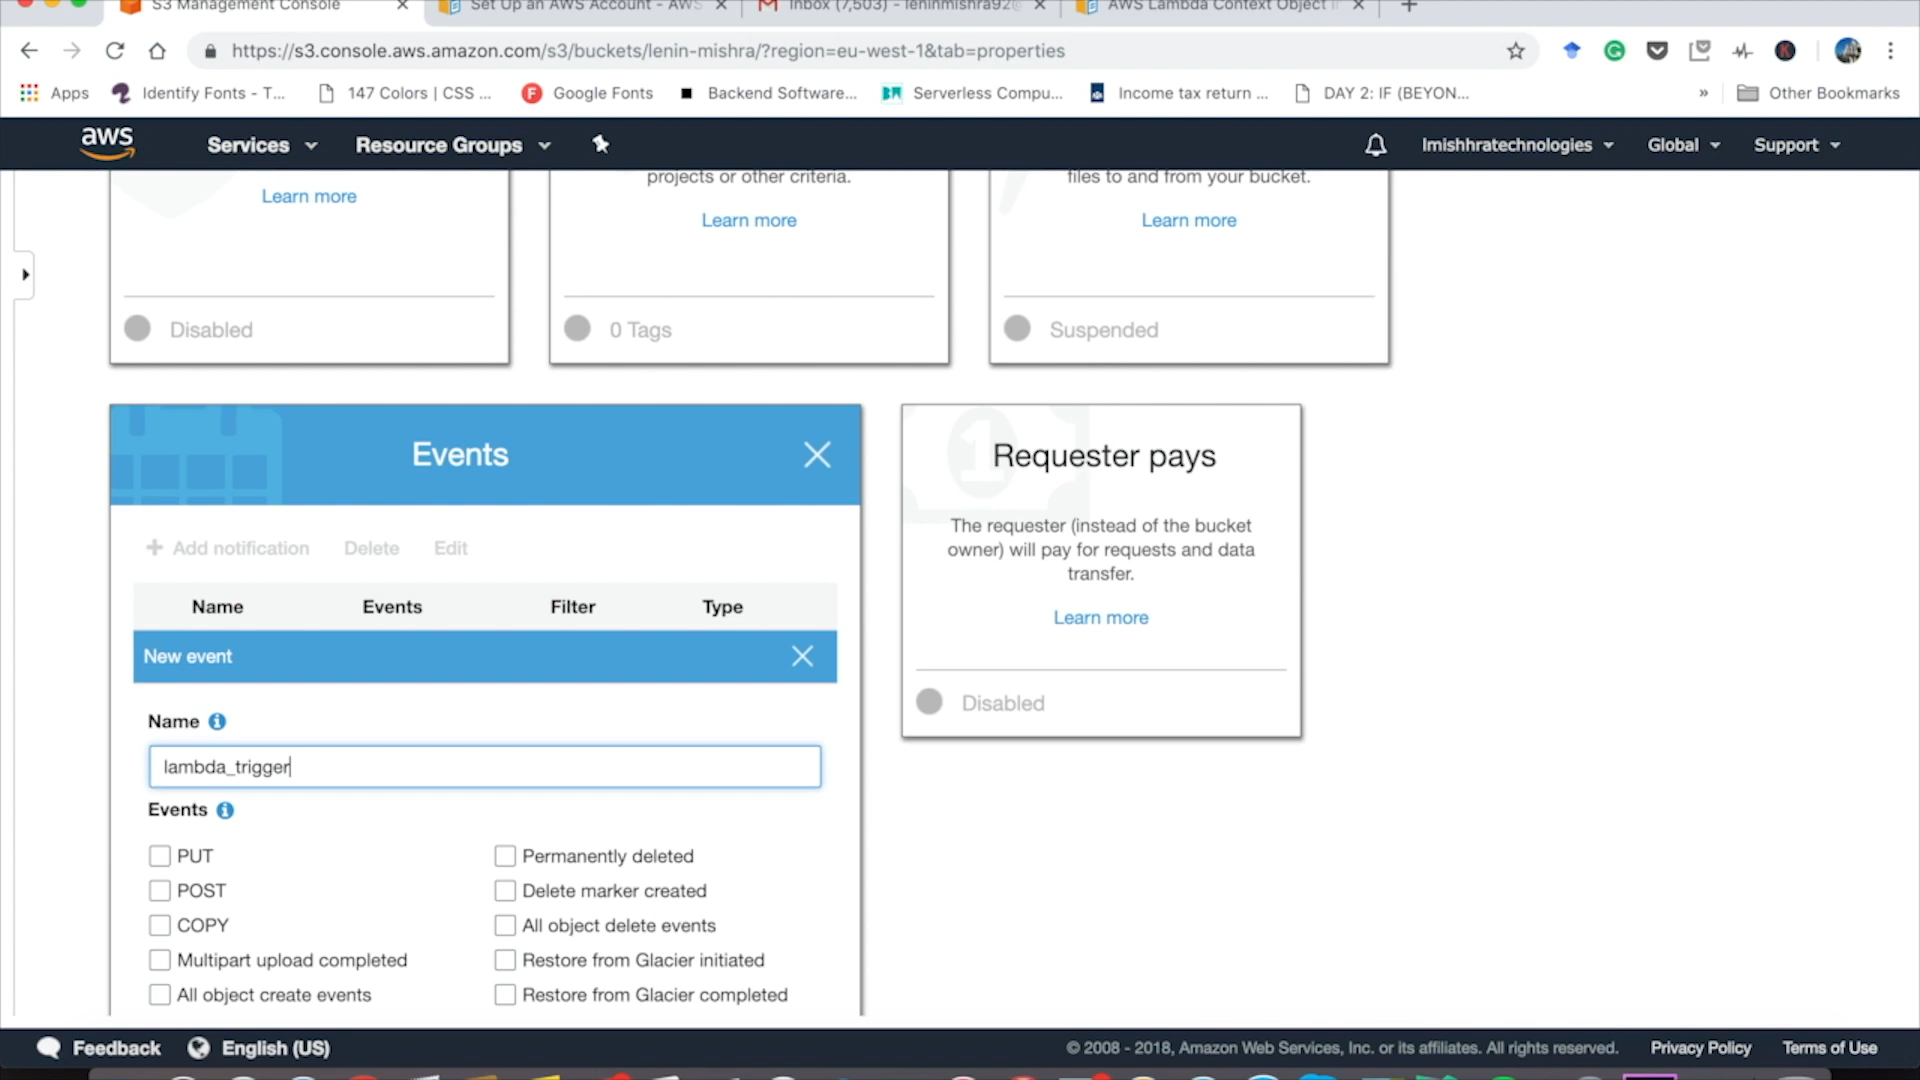 S3 Management Console
Set Up an AWS Account - AWS
Inbox (7,503) - leninmishra92@
AWS Lambda Context Object in
https://s3.console.aws.amazon.com/s3/buckets/lenin-mishra/?region=eu-west-1&tab=properties
Apps
Identify Fonts - T...
147 Colors | CSS ...
Google Fonts
Backend Software...
Serverless Compu...
Income tax return ...
DAY 2: IF (BEYON...
»
Other Bookmarks
aws
Services
Resource Groups
lmishhratechnologies
Global
Support
projects or other criteria.
files to and from your bucket.
Learn more
Learn more
Learn more
Disabled
0 Tags
Suspended
Events
Requester pays
The requester (instead of the bucket
owner) will pay for requests and data
transfer.
Learn more
Disabled
+ Add notification
Delete
Edit
Name
Events
Filter
Type
New event
Name
lambda_trigger
Events
PUT
Permanently deleted
POST
Delete marker created
COPY
All object delete events
Multipart upload completed
Restore from Glacier initiated
All object create events
Restore from Glacier completed
Feedback
English (US)
© 2008 - 2018, Amazon Web Services, Inc. or its affiliates. All rights reserved.
Privacy Policy
Terms of Use